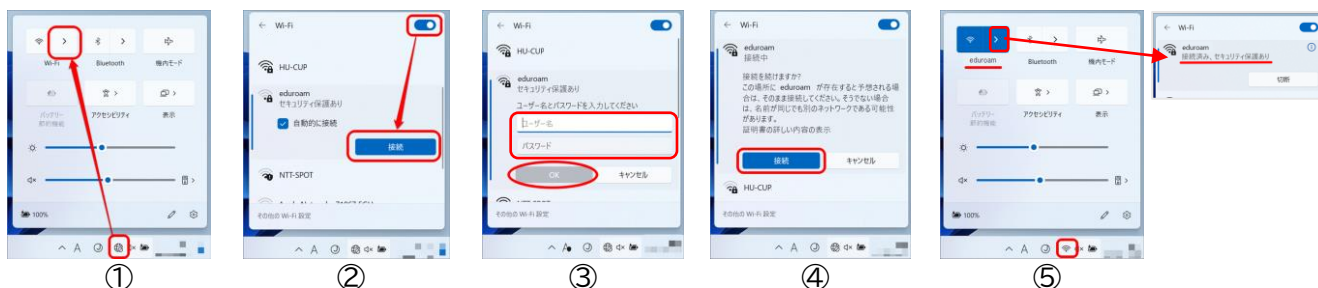 Wi-Fi
Bluetooth
機内モード
バッテリー
節約機能
アクセシビリティ
表示
100%
A
①
← Wi-Fi
HU-CUP
eduroam
セキュリティ保護あり
自動的に接続
接続
NTT-SPOT
その他の Wi-Fi 設定
A
②
← Wi-Fi
HU-CUP
eduroam
セキュリティ保護あり
ユーザー名とパスワードを入力してください
ユーザー名
パスワード
OK
キャンセル
その他の Wi-Fi 設定
A
③
← Wi-Fi
eduroam
接続中
接続を続けますか?
この場所に eduroam が存在すると予想される場
合は、そのまま接続してください。そうでない場合
は、名前が同じでも別のネットワークである可能性
があります。
証明書の詳しい内容の表示
接続
キャンセル
HU-CUP
その他の Wi-Fi 設定
A
④
eduroam
Bluetooth
機内モード
バッテリー
節約機能
アクセシビリティ
表示
100%
A
⑤
← Wi-Fi
eduroam
接続済み、セキュリティ保護あり
切断